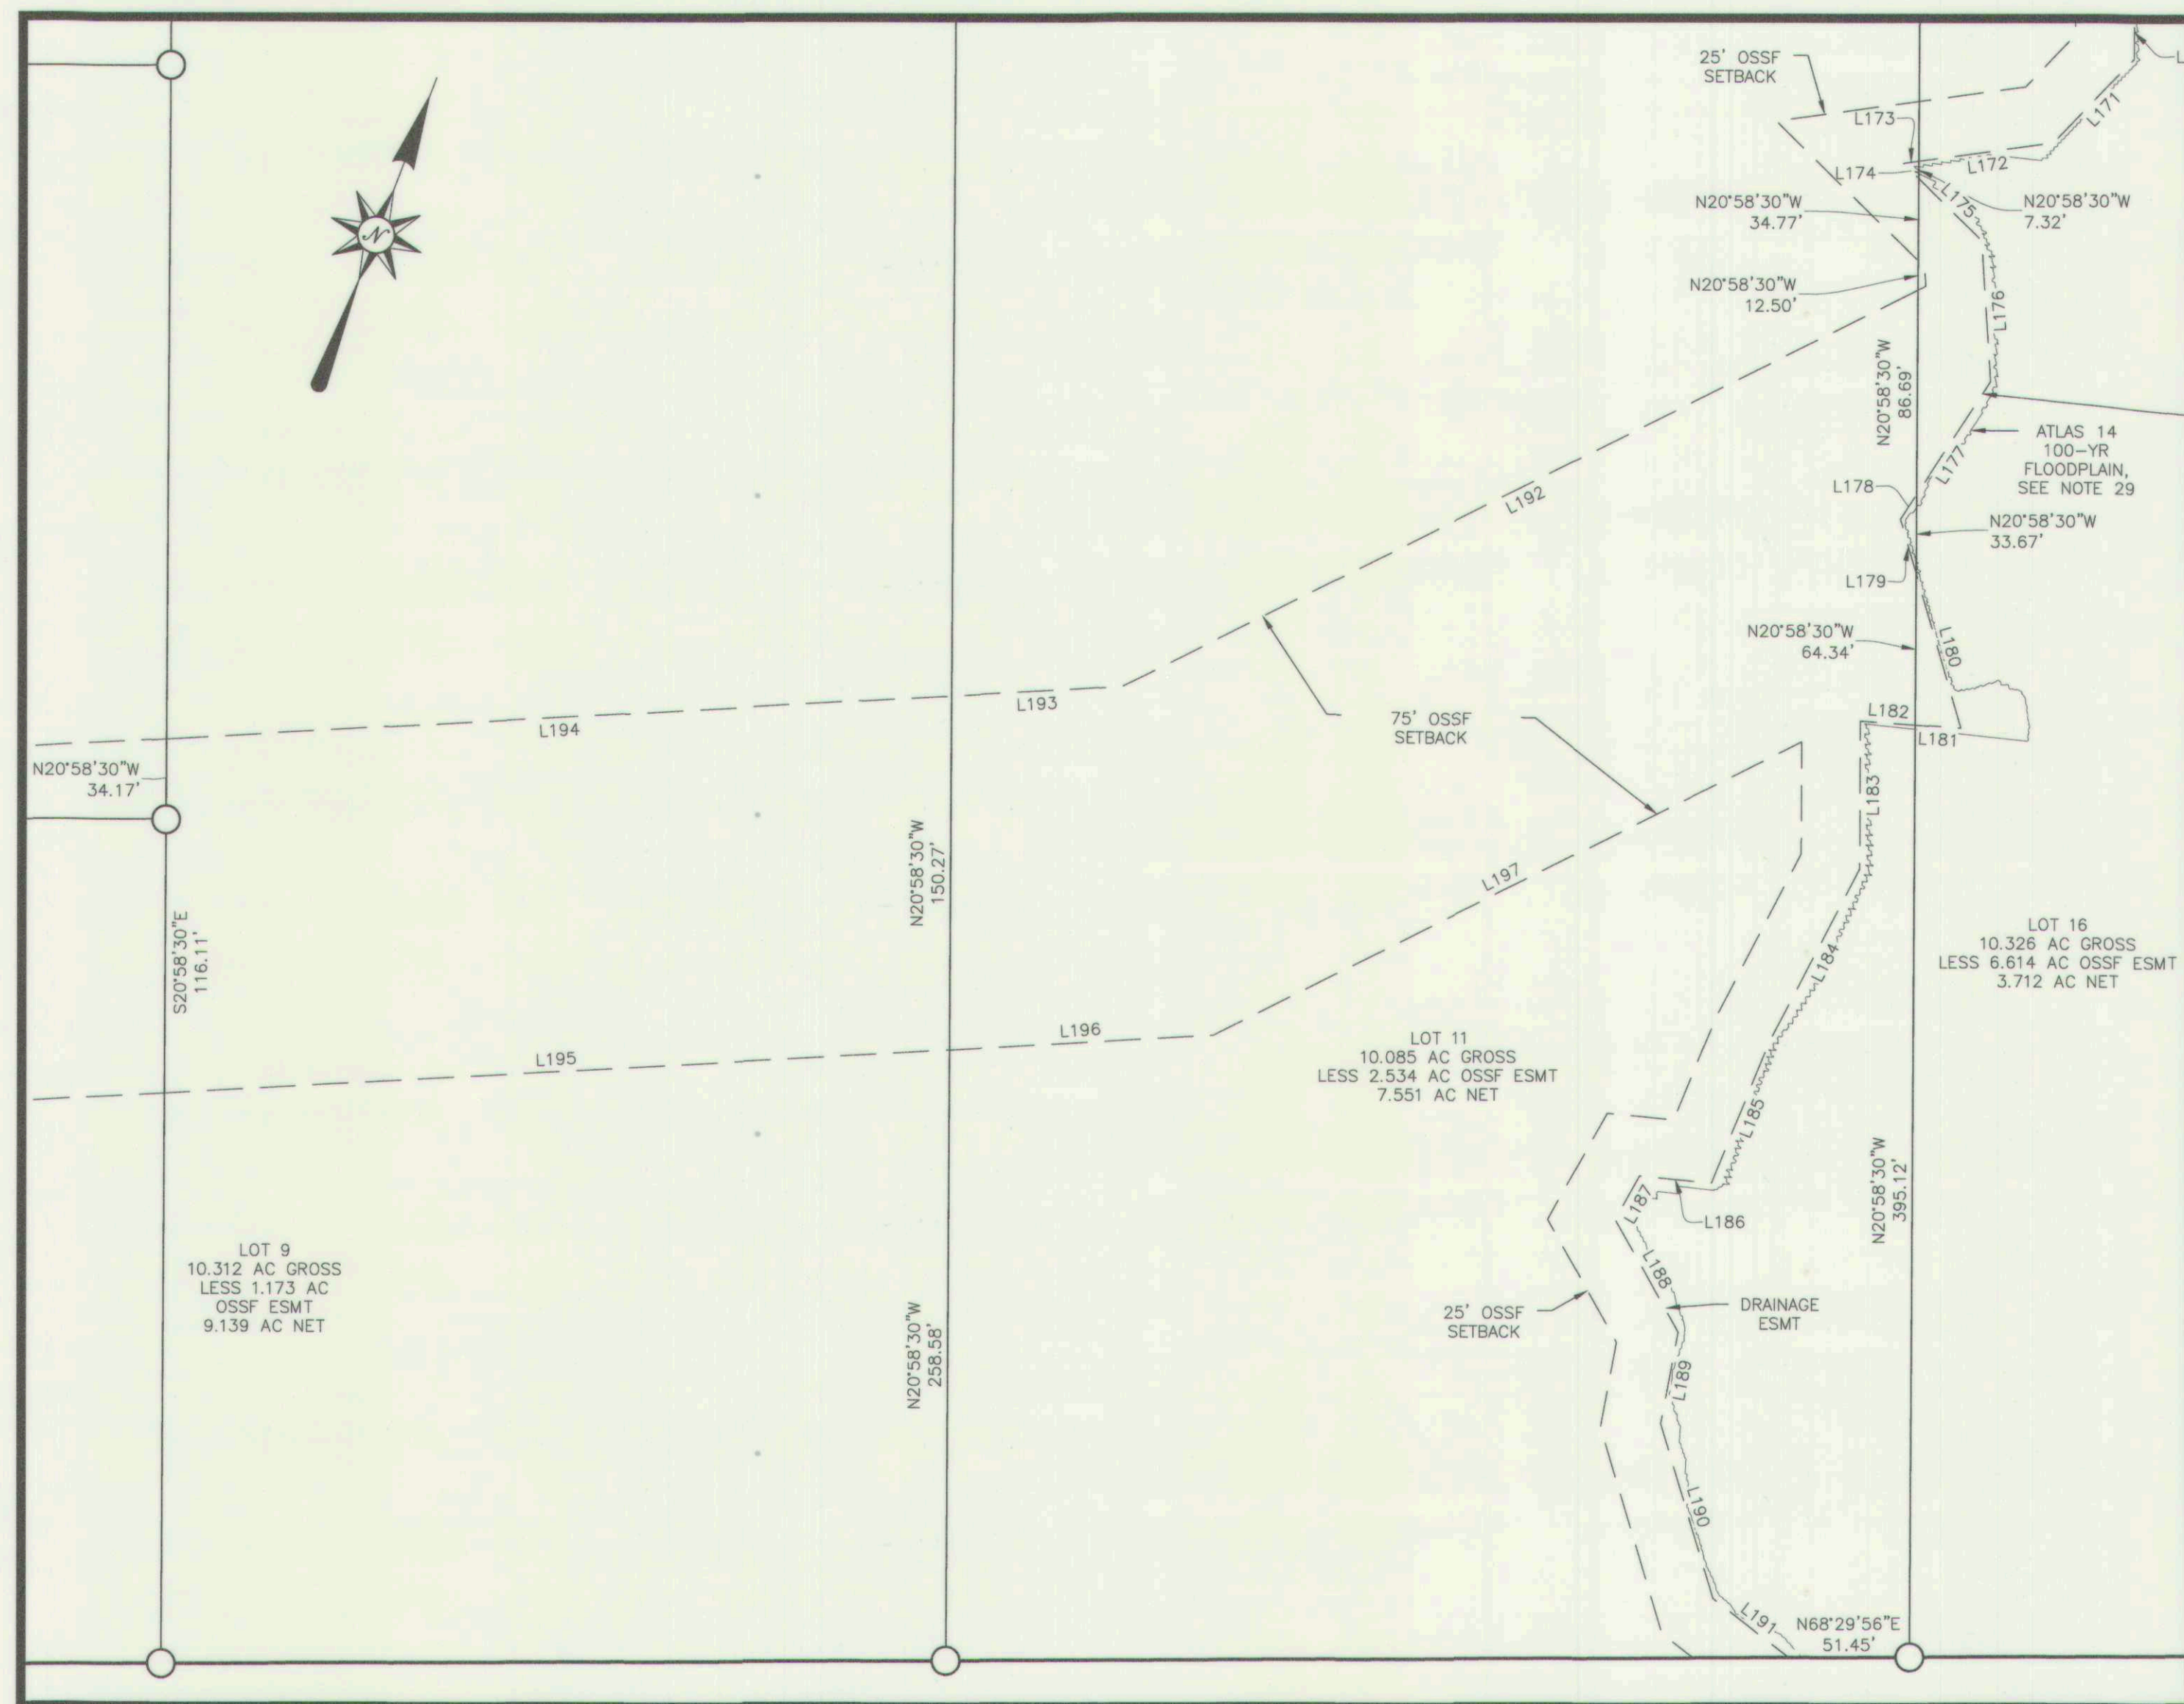 25' OSSF
SETBACK
L
L171
L173
L172
L174
L175
N20°58'30"W
34.77'
N20°58'30"W
7.32'
N
N20°58'30"W
12.50'
L176
N20°58'30"W
86.69'
ATLAS 14
100-YR
FLOODPLAIN,
SEE NOTE 29
L177
L178
L192
N20°58'30"W
33.67'
L179
N20°58'30"W
64.34'
L180
L193
L194
L182
L181
75' OSSF
SETBACK
N20°58'30"W
34.17'
L183
N20°58'30"W
150.27'
L197
S20°58'30"E
116.11'
L184
LOT 16
10.326 AC GROSS
LESS 6.614 AC OSSF ESMT
3.712 AC NET
L196
L195
LOT 11
10.085 AC GROSS
LESS 2.534 AC OSSF ESMT
7.551 AC NET
L185
N20°58'30"W
395.12'
L187
L186
LOT 9
10.312 AC GROSS
LESS 1.173 AC
OSSF ESMT
9.139 AC NET
L188
25' OSSF
SETBACK
DRAINAGE
ESMT
N20°58'30"W
258.58'
L189
L190
L191
N68°29'56"E
51.45'